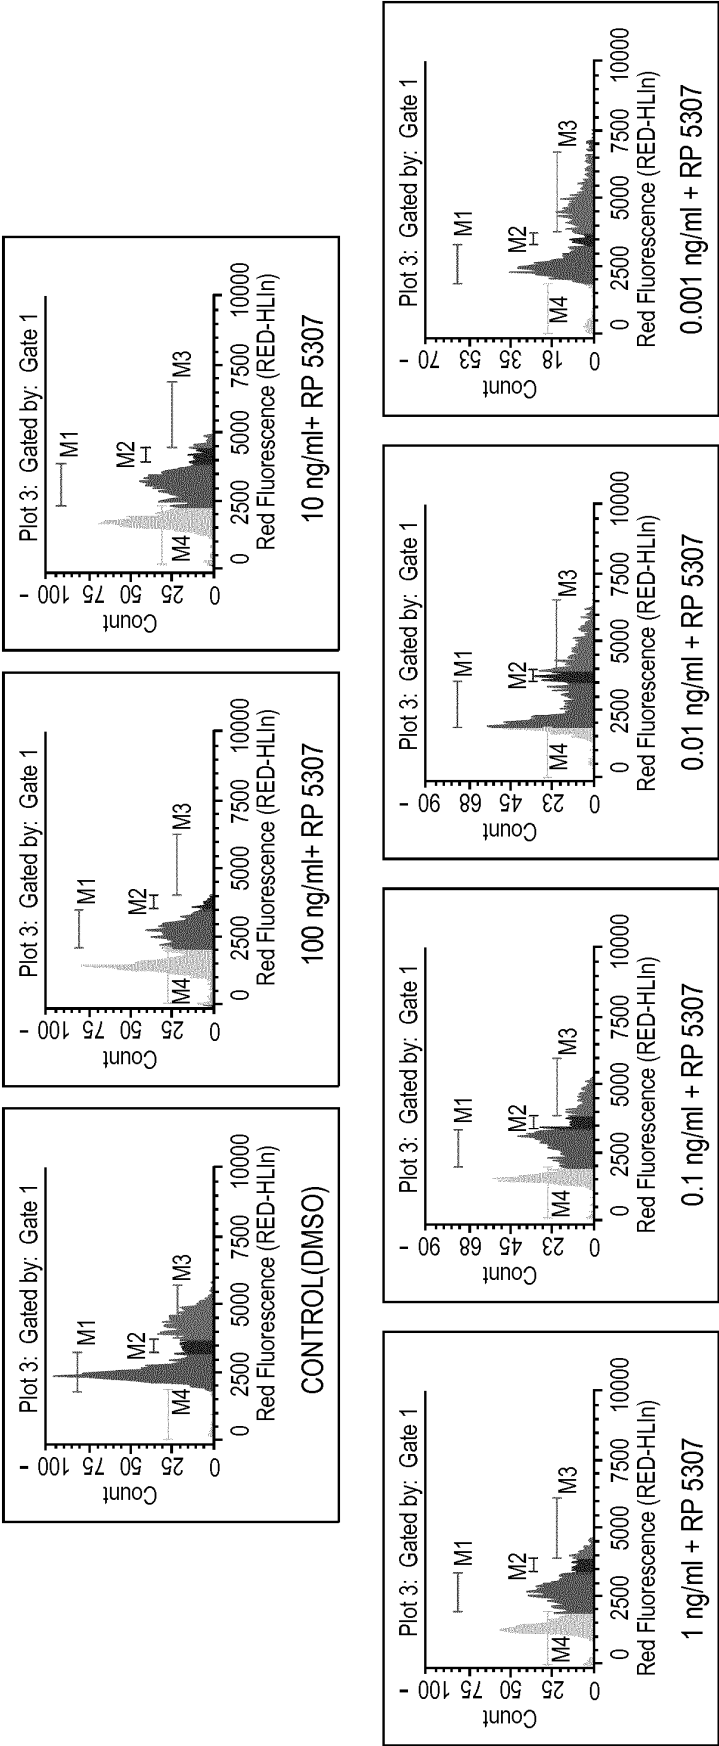 Plot 3: Gated by: Gate 1
100
75
50
25
0
Count
M1
M2
M3
M4
0 2500 5000 7500 10000
Red Fluorescence (RED-HLIn)
CONTROL(DMSO)
Plot 3: Gated by: Gate 1
100
75
50
25
0
Count
M1
M2
M3
M4
0 2500 5000 7500 10000
Red Fluorescence (RED-HLIn)
100 ng/ml+ RP 5307
Plot 3: Gated by: Gate 1
100
75
50
25
0
Count
M1
M2
M3
M4
0 2500 5000 7500 10000
Red Fluorescence (RED-HLIn)
10 ng/ml+ RP 5307
Plot 3: Gated by: Gate 1
100
75
50
25
0
Count
M1
M2
M3
M4
0 2500 5000 7500 10000
Red Fluorescence (RED-HLIn)
1 ng/ml + RP 5307
Plot 3: Gated by: Gate 1
90
68
45
23
0
Count
M1
M2
M3
M4
0 2500 5000 7500 10000
Red Fluorescence (RED-HLIn)
0.1 ng/ml + RP 5307
Plot 3: Gated by: Gate 1
90
68
45
23
0
Count
M1
M2
M3
M4
0 2500 5000 7500 10000
Red Fluorescence (RED-HLIn)
0.01 ng/ml + RP 5307
Plot 3: Gated by: Gate 1
70
53
35
18
0
Count
M1
M2
M3
M4
0 2500 5000 7500 10000
Red Fluorescence (RED-HLIn)
0.001 ng/ml + RP 5307